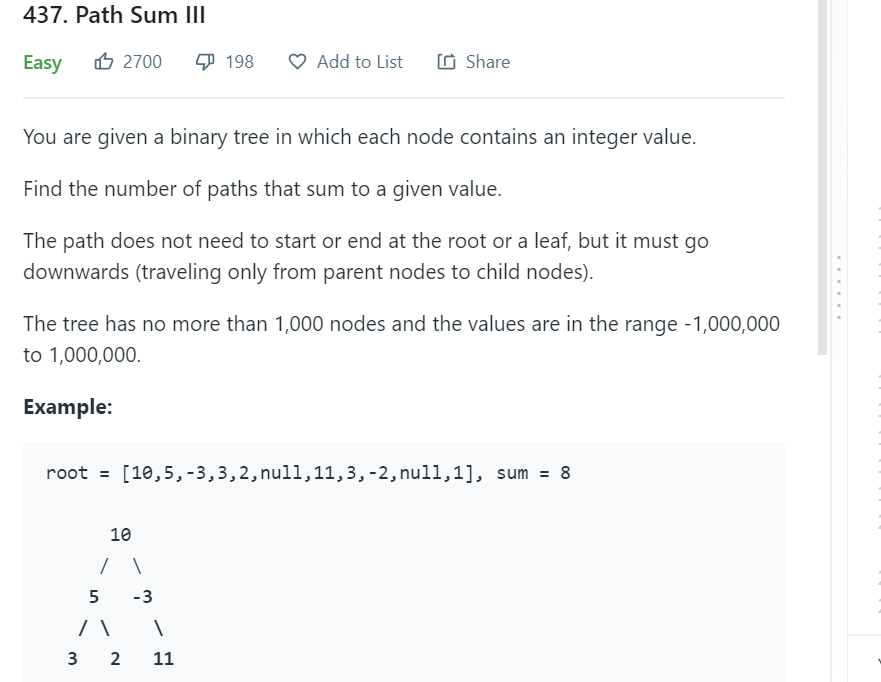 437. Path Sum III
Easy 2700 198 Add to List Share
You are given a binary tree in which each node contains an integer value.
Find the number of paths that sum to a given value.
The path does not need to start or end at the root or a leaf, but it must go
downwards (traveling only from parent nodes to child nodes).
The tree has no more than 1,000 nodes and the values are in the range -1,000,000
to 1,000,000.
Example:
root = [10,5,-3,3,2,null,11,3,-2,null,1], sum = 8
10
/ \
5 -3
/ \ \
3 2 11